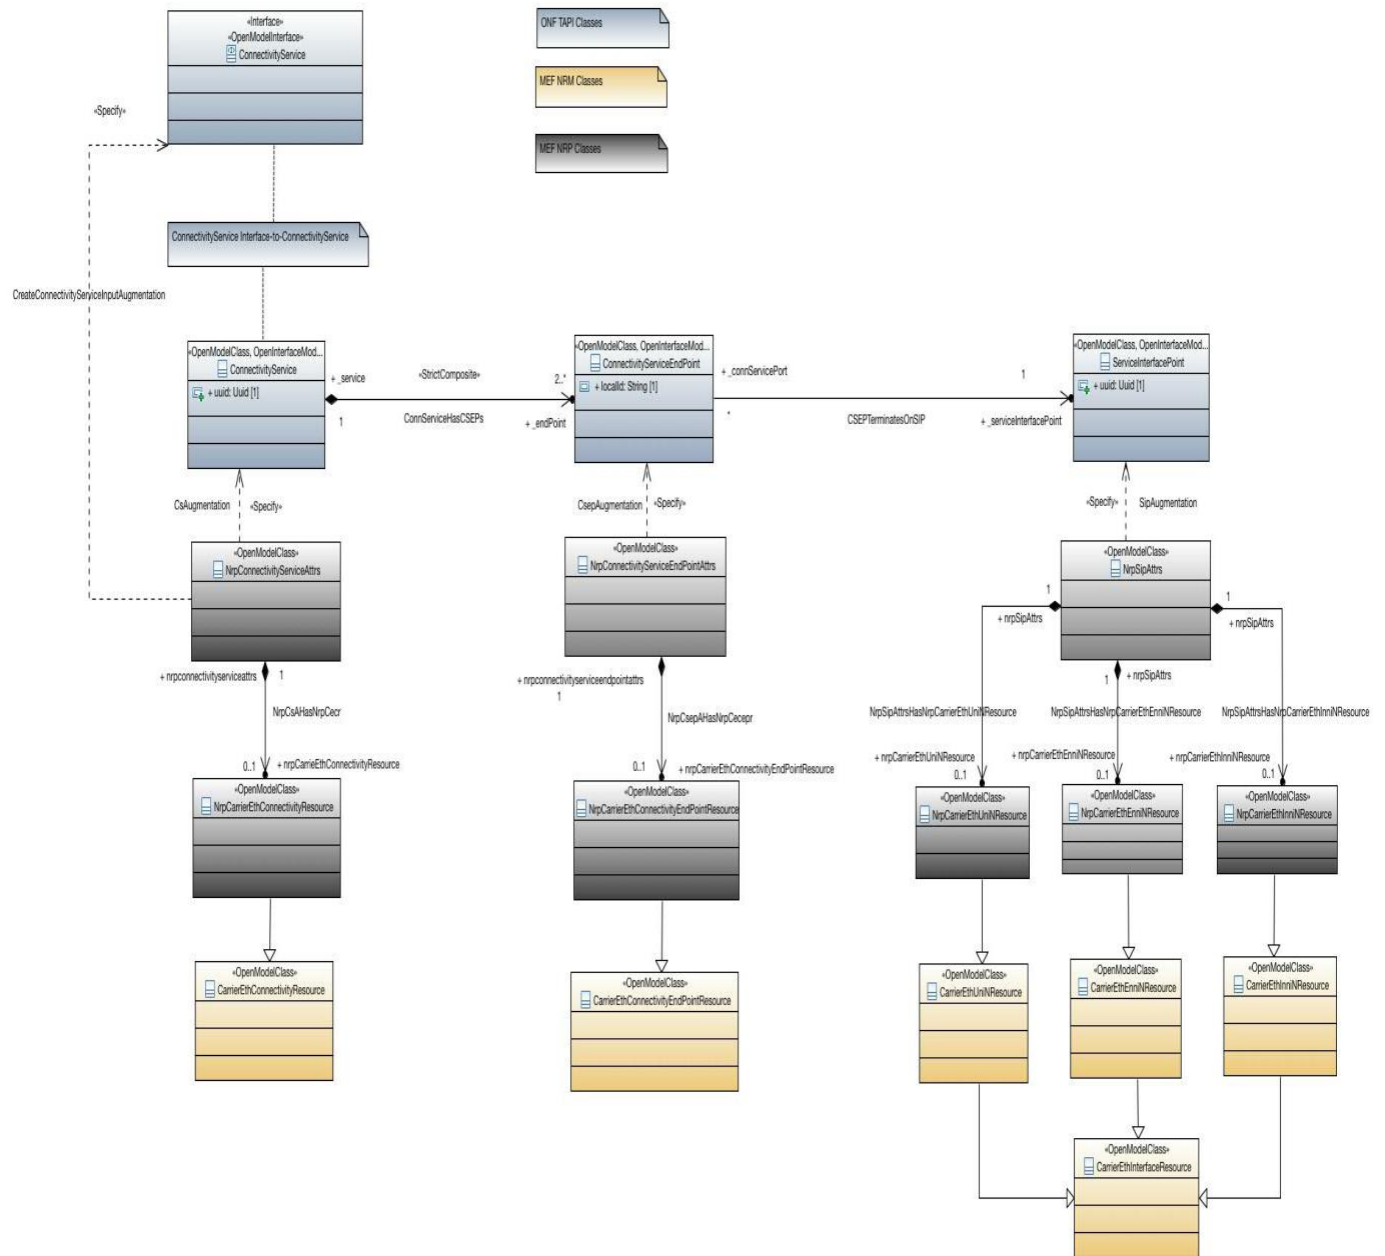 «Interface»
«OpenModelInterface»
ConnectivityService
ONF TAPI Classes
MEF NRM Classes
MEF NRP Classes
«Specify»
ConnectivityService Interface-to-ConnectivityService
CreateConnectivityServiceInputAugmentation
«OpenModelClass, OpenInterfaceMod...
ConnectivityService
+ uuid: Uuid [1]
+ _service
«StrictComposite»
2..*
1
ConnServiceHasCSEPs
+ _endPoint
«OpenModelClass, OpenInterfaceMod...
ConnectivityServiceEndPoint
+ localId: String [1]
+ _connServicePort
1
*
CSEPTerminatesOnSIP
+ _serviceInterfacePoint
«OpenModelClass, OpenInterfaceMod...
ServiceInterfacePoint
+ uuid: Uuid [1]
CsAugmentation
«Specify»
CsepAugmentation
«Specify»
«Specify»
SipAugmentation
«OpenModelClass»
NrpConnectivityServiceAttrs
«OpenModelClass»
NrpConnectivityServiceEndPointAttrs
«OpenModelClass»
NrpSipAttrs
1
+ nrpSipAttrs
1
+ nrpSipAttrs
+ nrpconnectivityserviceattrs
1
+ nrpconnectivityserviceendpointattrs
1
1
+ nrpSipAttrs
NrpCsAHasNrpCecr
NrpCsepAHasNrpCecepr
NrpSipAttrsHasNrpCarrierEthUniNResource
NrpSipAttrsHasNrpCarrierEthEnniNResource
NrpSipAttrsHasNrpCarrierEthInniNResource
0..1
+ nrpCarrieEthConnectivityResource
0..1
+ nrpCarrierEthConnectivityEndPointResource
+ nrpCarrierEthUniNResource
0..1
+ nrpCarrierEthEnniNResource
0..1
+ nrpCarrierEthInniNResource
0..1
«OpenModelClass»
NrpCarrierEthConnectivityResource
«OpenModelClass»
NrpCarrierEthConnectivityEndPointResource
«OpenModelClass»
NrpCarrierEthUniNResource
«OpenModelClass»
NrpCarrierEthEnniNResource
«OpenModelClass»
NrpCarrierEthInniNResource
«OpenModelClass»
CarrierEthConnectivityResource
«OpenModelClass»
CarrierEthConnectivityEndPointResource
«OpenModelClass»
CarrierEthUniNResource
«OpenModelClass»
CarrierEthEnniNResource
«OpenModelClass»
CarrierEthInniNResource
«OpenModelClass»
CarrierEthInterfaceResource